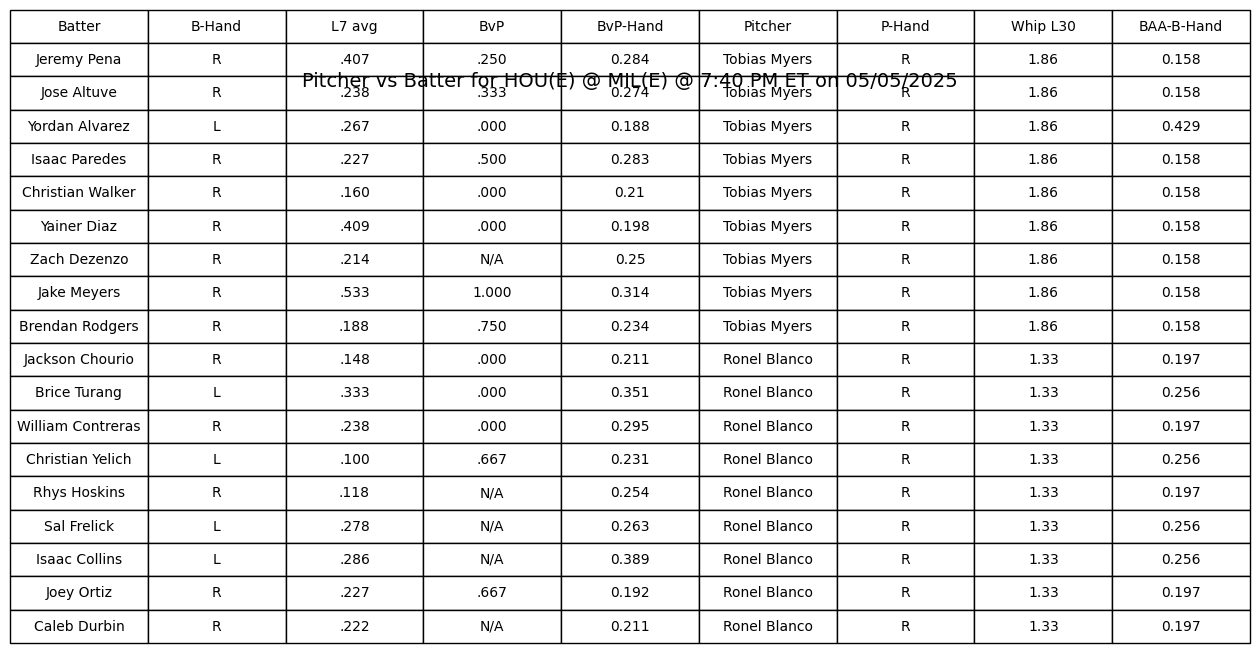 Batter B-Hand L7 avg BvP BvP-Hand Pitcher P-Hand Whip L30 BAA-B-Hand
Jeremy Pena R .407 .250 0.284 Tobias Myers R 1.86 0.158
Pitcher vs Batter for HOU(E) @ MIL(E) @ 7:40 PM ET on 05/05/2025
Jose Altuve R .238 .333 0.274 Tobias Myers R 1.86 0.158
Yordan Alvarez L .267 .000 0.188 Tobias Myers R 1.86 0.429
Isaac Paredes R .227 .500 0.283 Tobias Myers R 1.86 0.158
Christian Walker R .160 .000 0.21 Tobias Myers R 1.86 0.158
Yainer Diaz R .409 .000 0.198 Tobias Myers R 1.86 0.158
Zach Dezenzo R .214 N/A 0.25 Tobias Myers R 1.86 0.158
Jake Meyers R .533 1.000 0.314 Tobias Myers R 1.86 0.158
Brendan Rodgers R .188 .750 0.234 Tobias Myers R 1.86 0.158
Jackson Chourio R .148 .000 0.211 Ronel Blanco R 1.33 0.197
Brice Turang L .333 .000 0.351 Ronel Blanco R 1.33 0.256
William Contreras R .238 .000 0.295 Ronel Blanco R 1.33 0.197
Christian Yelich L .100 .667 0.231 Ronel Blanco R 1.33 0.256
Rhys Hoskins R .118 N/A 0.254 Ronel Blanco R 1.33 0.197
Sal Frelick L .278 N/A 0.263 Ronel Blanco R 1.33 0.256
Isaac Collins L .286 N/A 0.389 Ronel Blanco R 1.33 0.256
Joey Ortiz R .227 .667 0.192 Ronel Blanco R 1.33 0.197
Caleb Durbin R .222 N/A 0.211 Ronel Blanco R 1.33 0.197